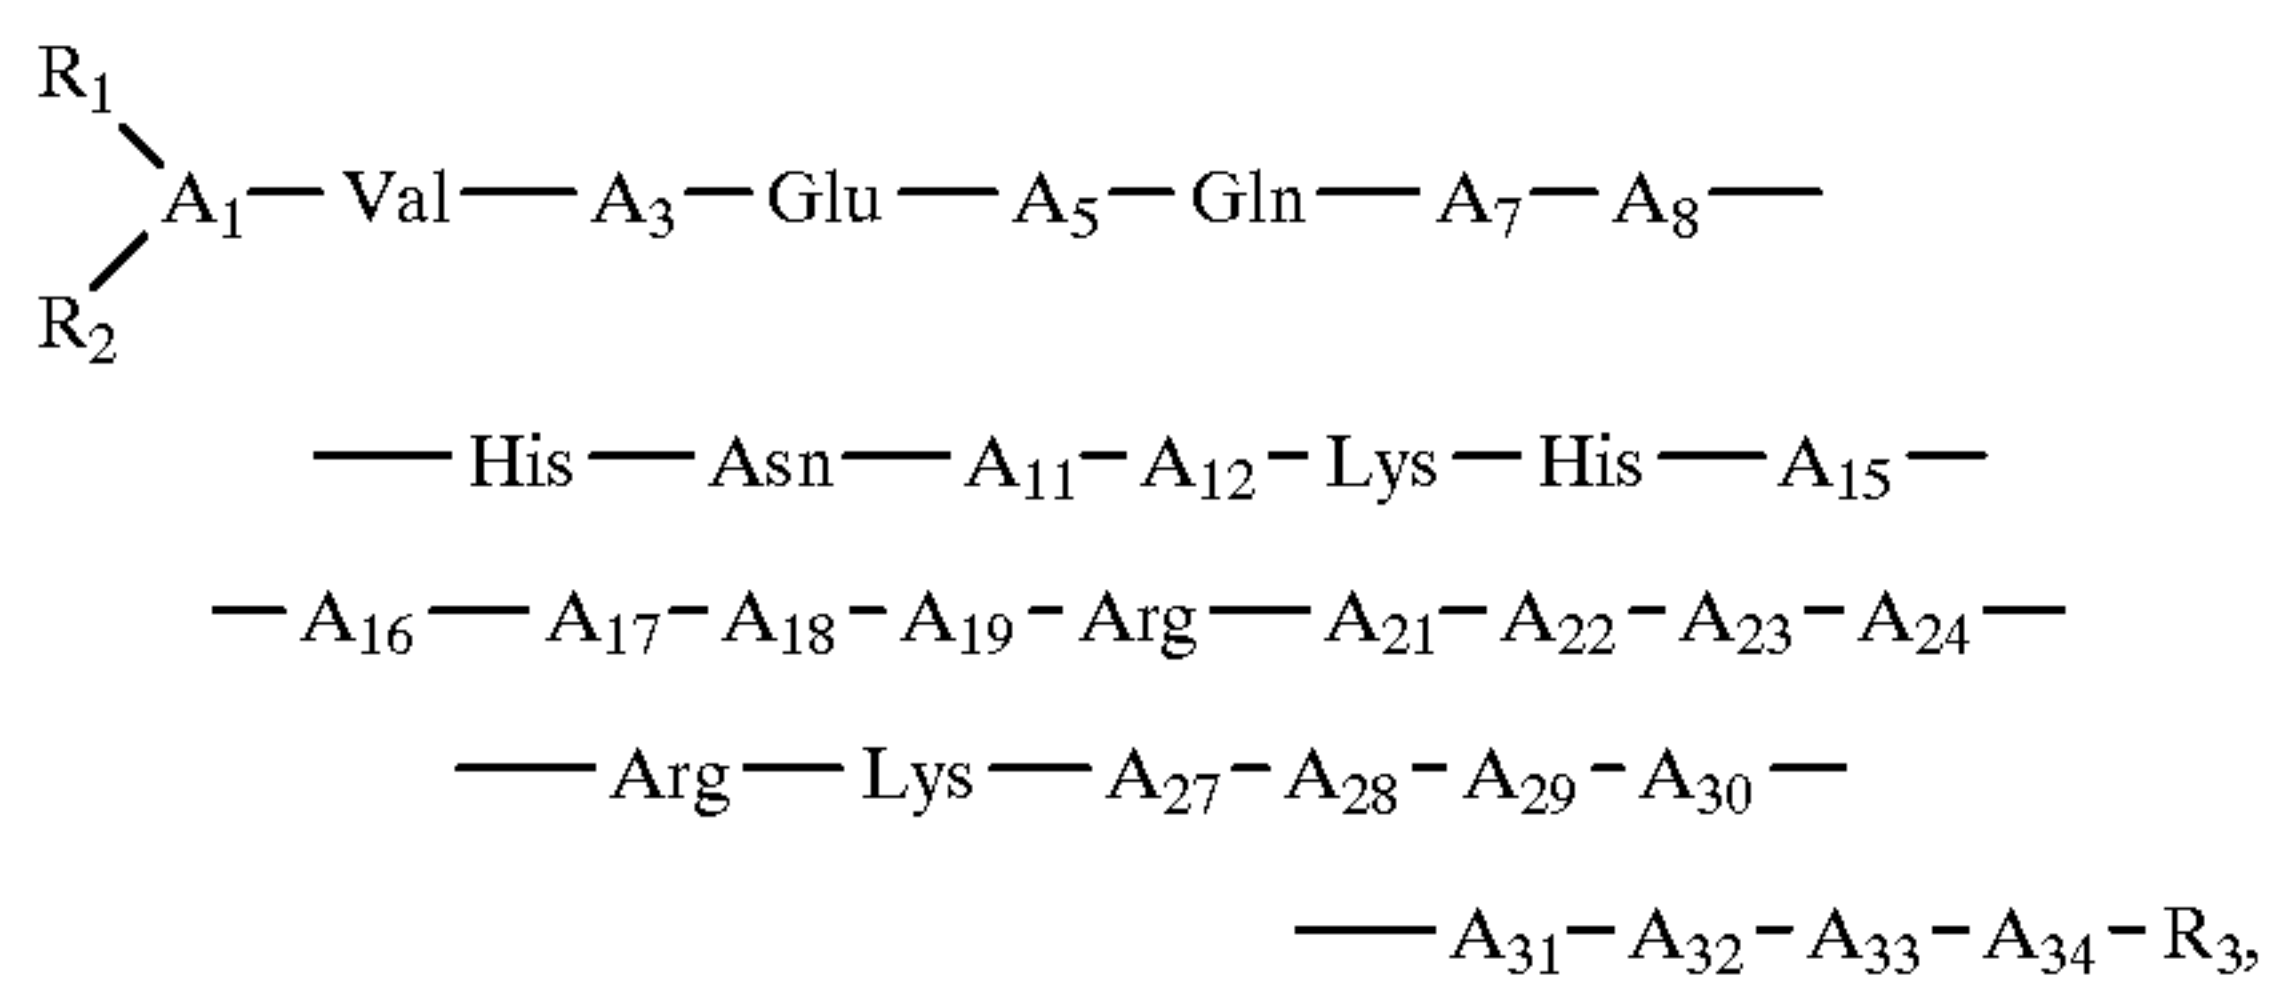 R₁
A₁—Val—A₃—Glu—A₅—Gln—A₇—A₈—
R₂
—His—Asn—A₁₁—A₁₂—Lys—His—A₁₅—
—A₁₆—A₁₇—A₁₈—A₁₉—Arg—A₂₁—A₂₂—A₂₃—A₂₄—
—Arg—Lys—A₂₇—A₂₈—A₂₉—A₃₀—
—A₃₁—A₃₂—A₃₃—A₃₄—R₃,